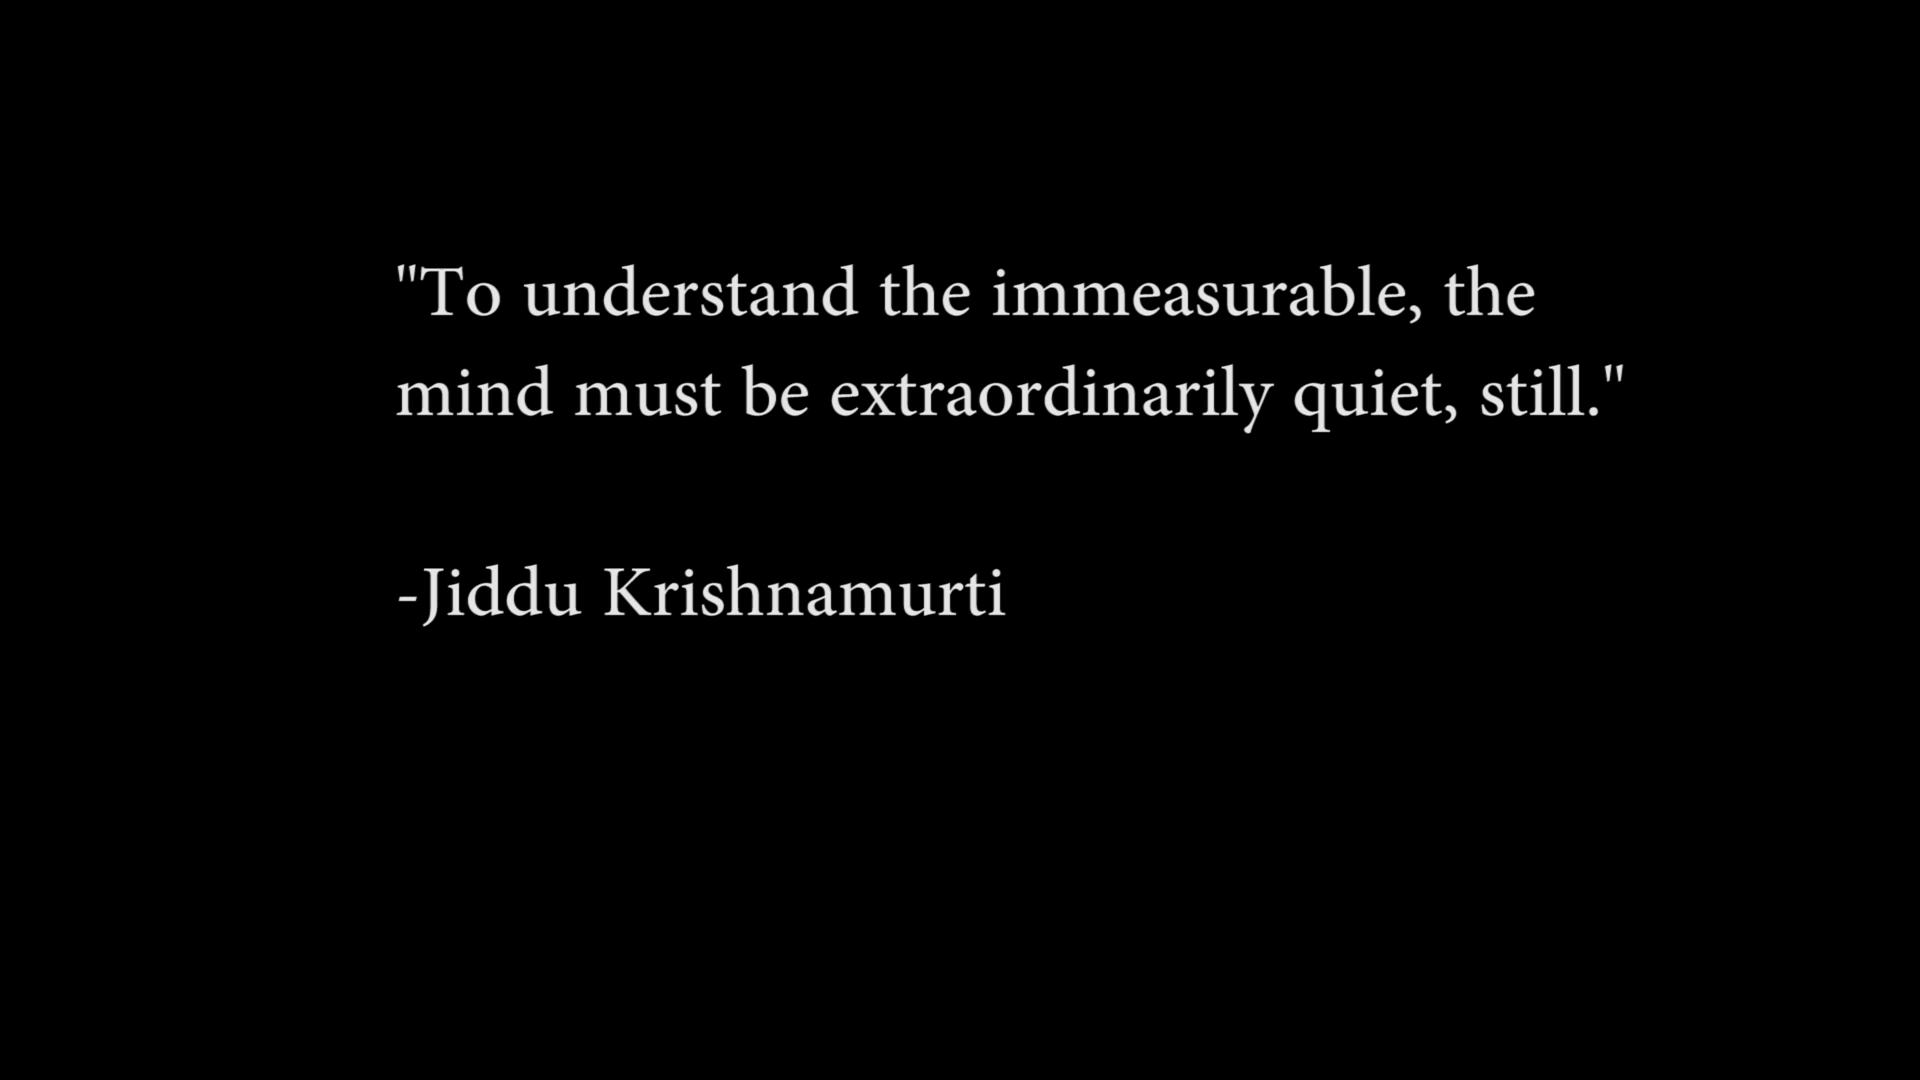 "To understand the immeasurable, the
mind must be extraordinarily quiet, still."
-Jiddu Krishnamurti